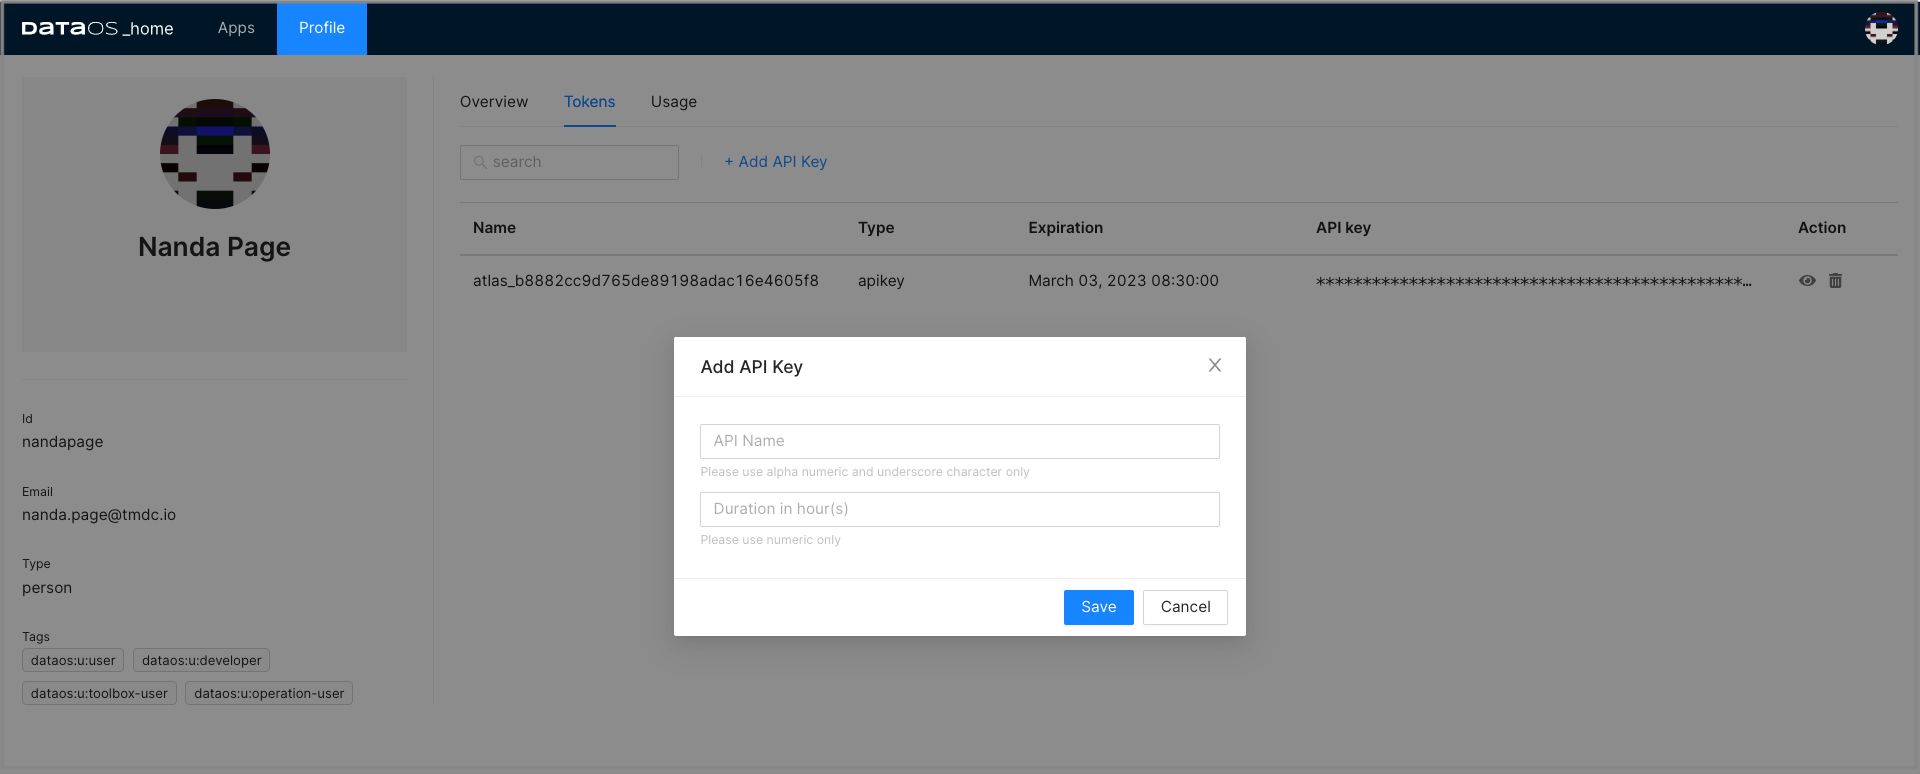 DATAOS_home Apps Profile
Nanda Page
Id
nandapage
Email
nanda.page@tmdc.io
Type
person
Tags
dataos:u:user dataos:u:developer
dataos:u:toolbox-user dataos:u:operation-user
Overview Tokens Usage
search + Add API Key
Name Type Expiration API key Action
atlas_b8882cc9d765de89198adac16e4605f8 apikey March 03, 2023 08:30:00 ***********************************************...
Add API Key
API Name
Please use alpha numeric and underscore character only
Duration in hour(s)
Please use numeric only
Save Cancel